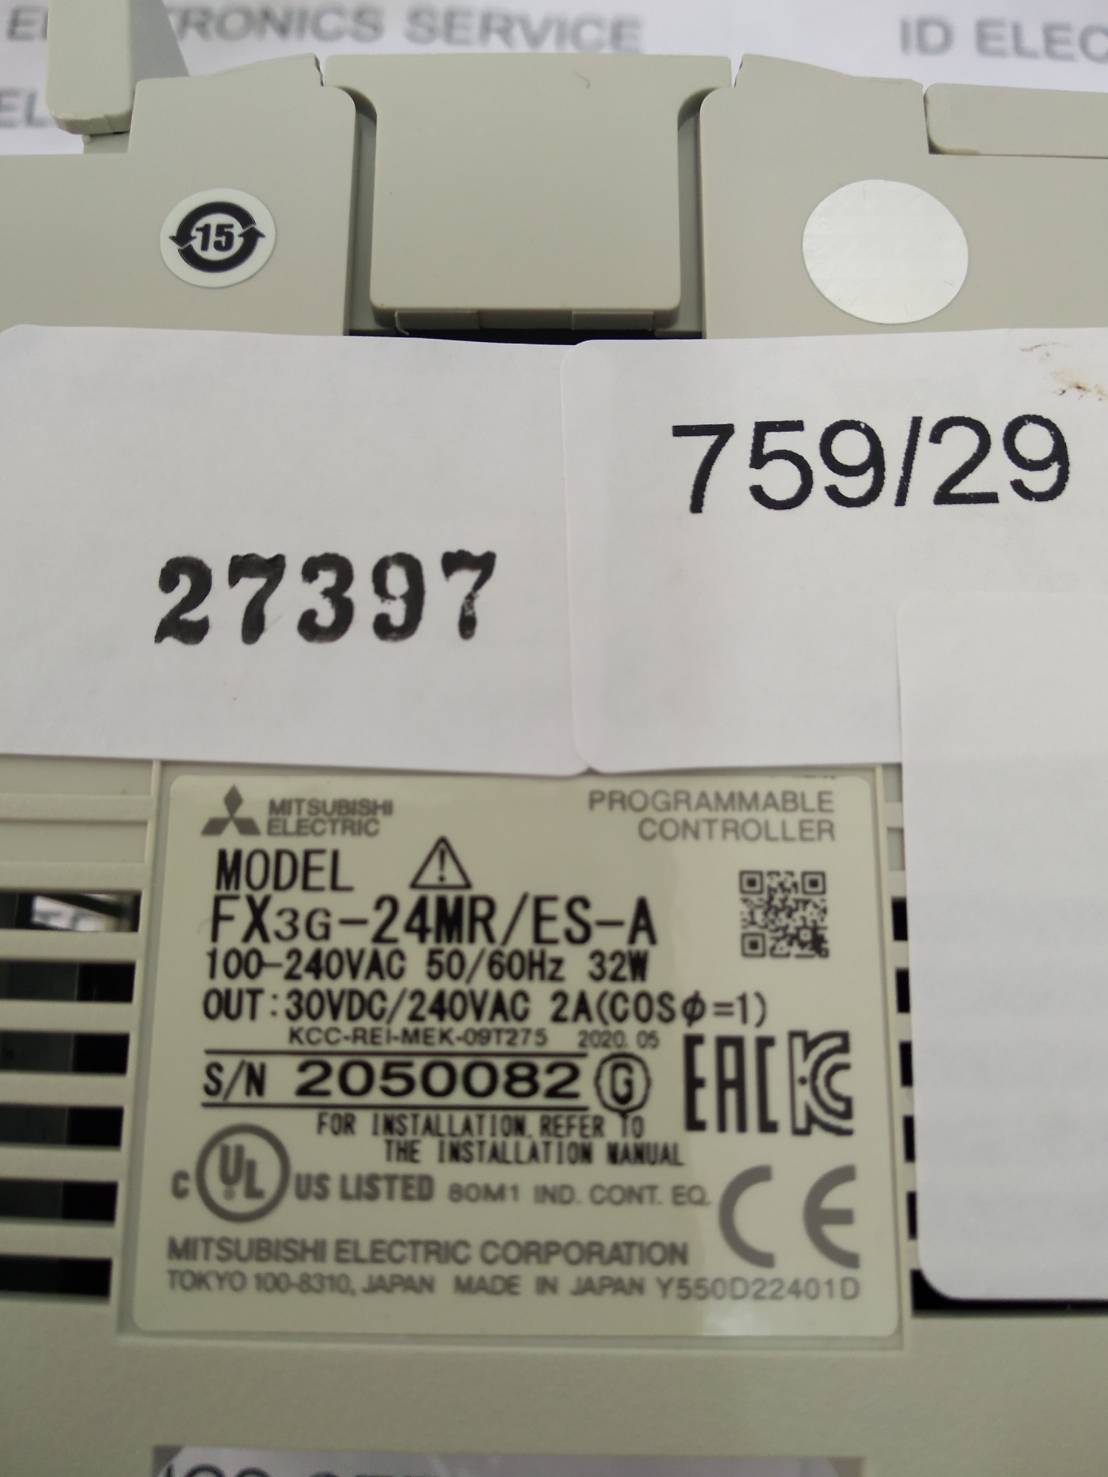 ELECTRONICS SERVICE
ID ELEC
EL
15
759/29
27397
MITSUBISHI
ELECTRIC
PROGRAMMABLE
CONTROLLER
MODEL
FX3G-24MR/ES-A
100-240VAC 50/60Hz 32W
OUT:30VDC/240VAC 2A(COSφ=1)
KCC-REI-MEK-09T275 2020.05
S/N 2050082 G
EAC KC
FOR INSTALLATION,REFER TO
THE INSTALLATION MANUAL
C UL US LISTED 80M1 IND. CONT. EQ. CE
MITSUBISHI ELECTRIC CORPORATION
TOKYO 100-8310, JAPAN MADE IN JAPAN Y550D22401D